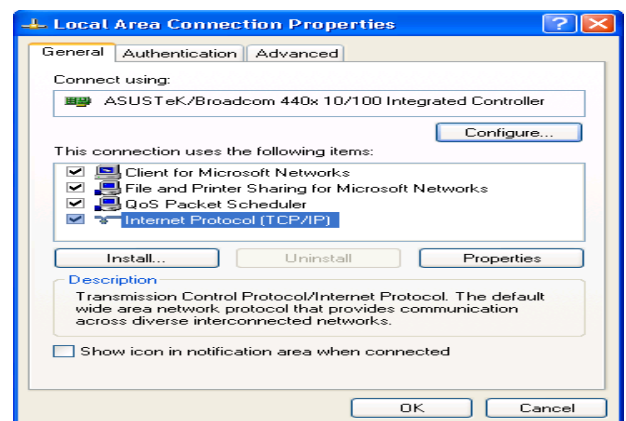 Local Area Connection Properties
General Authentication Advanced
Connect using:
ASUSTeK/Broadcom 440x 10/100 Integrated Controller
Configure...
This connection uses the following items:
Client for Microsoft Networks
File and Printer Sharing for Microsoft Networks
QoS Packet Scheduler
Internet Protocol (TCP/IP)
Install... Uninstall Properties
Description
Transmission Control Protocol/Internet Protocol. The default
wide area network protocol that provides communication
across diverse interconnected networks.
Show icon in notification area when connected
OK Cancel